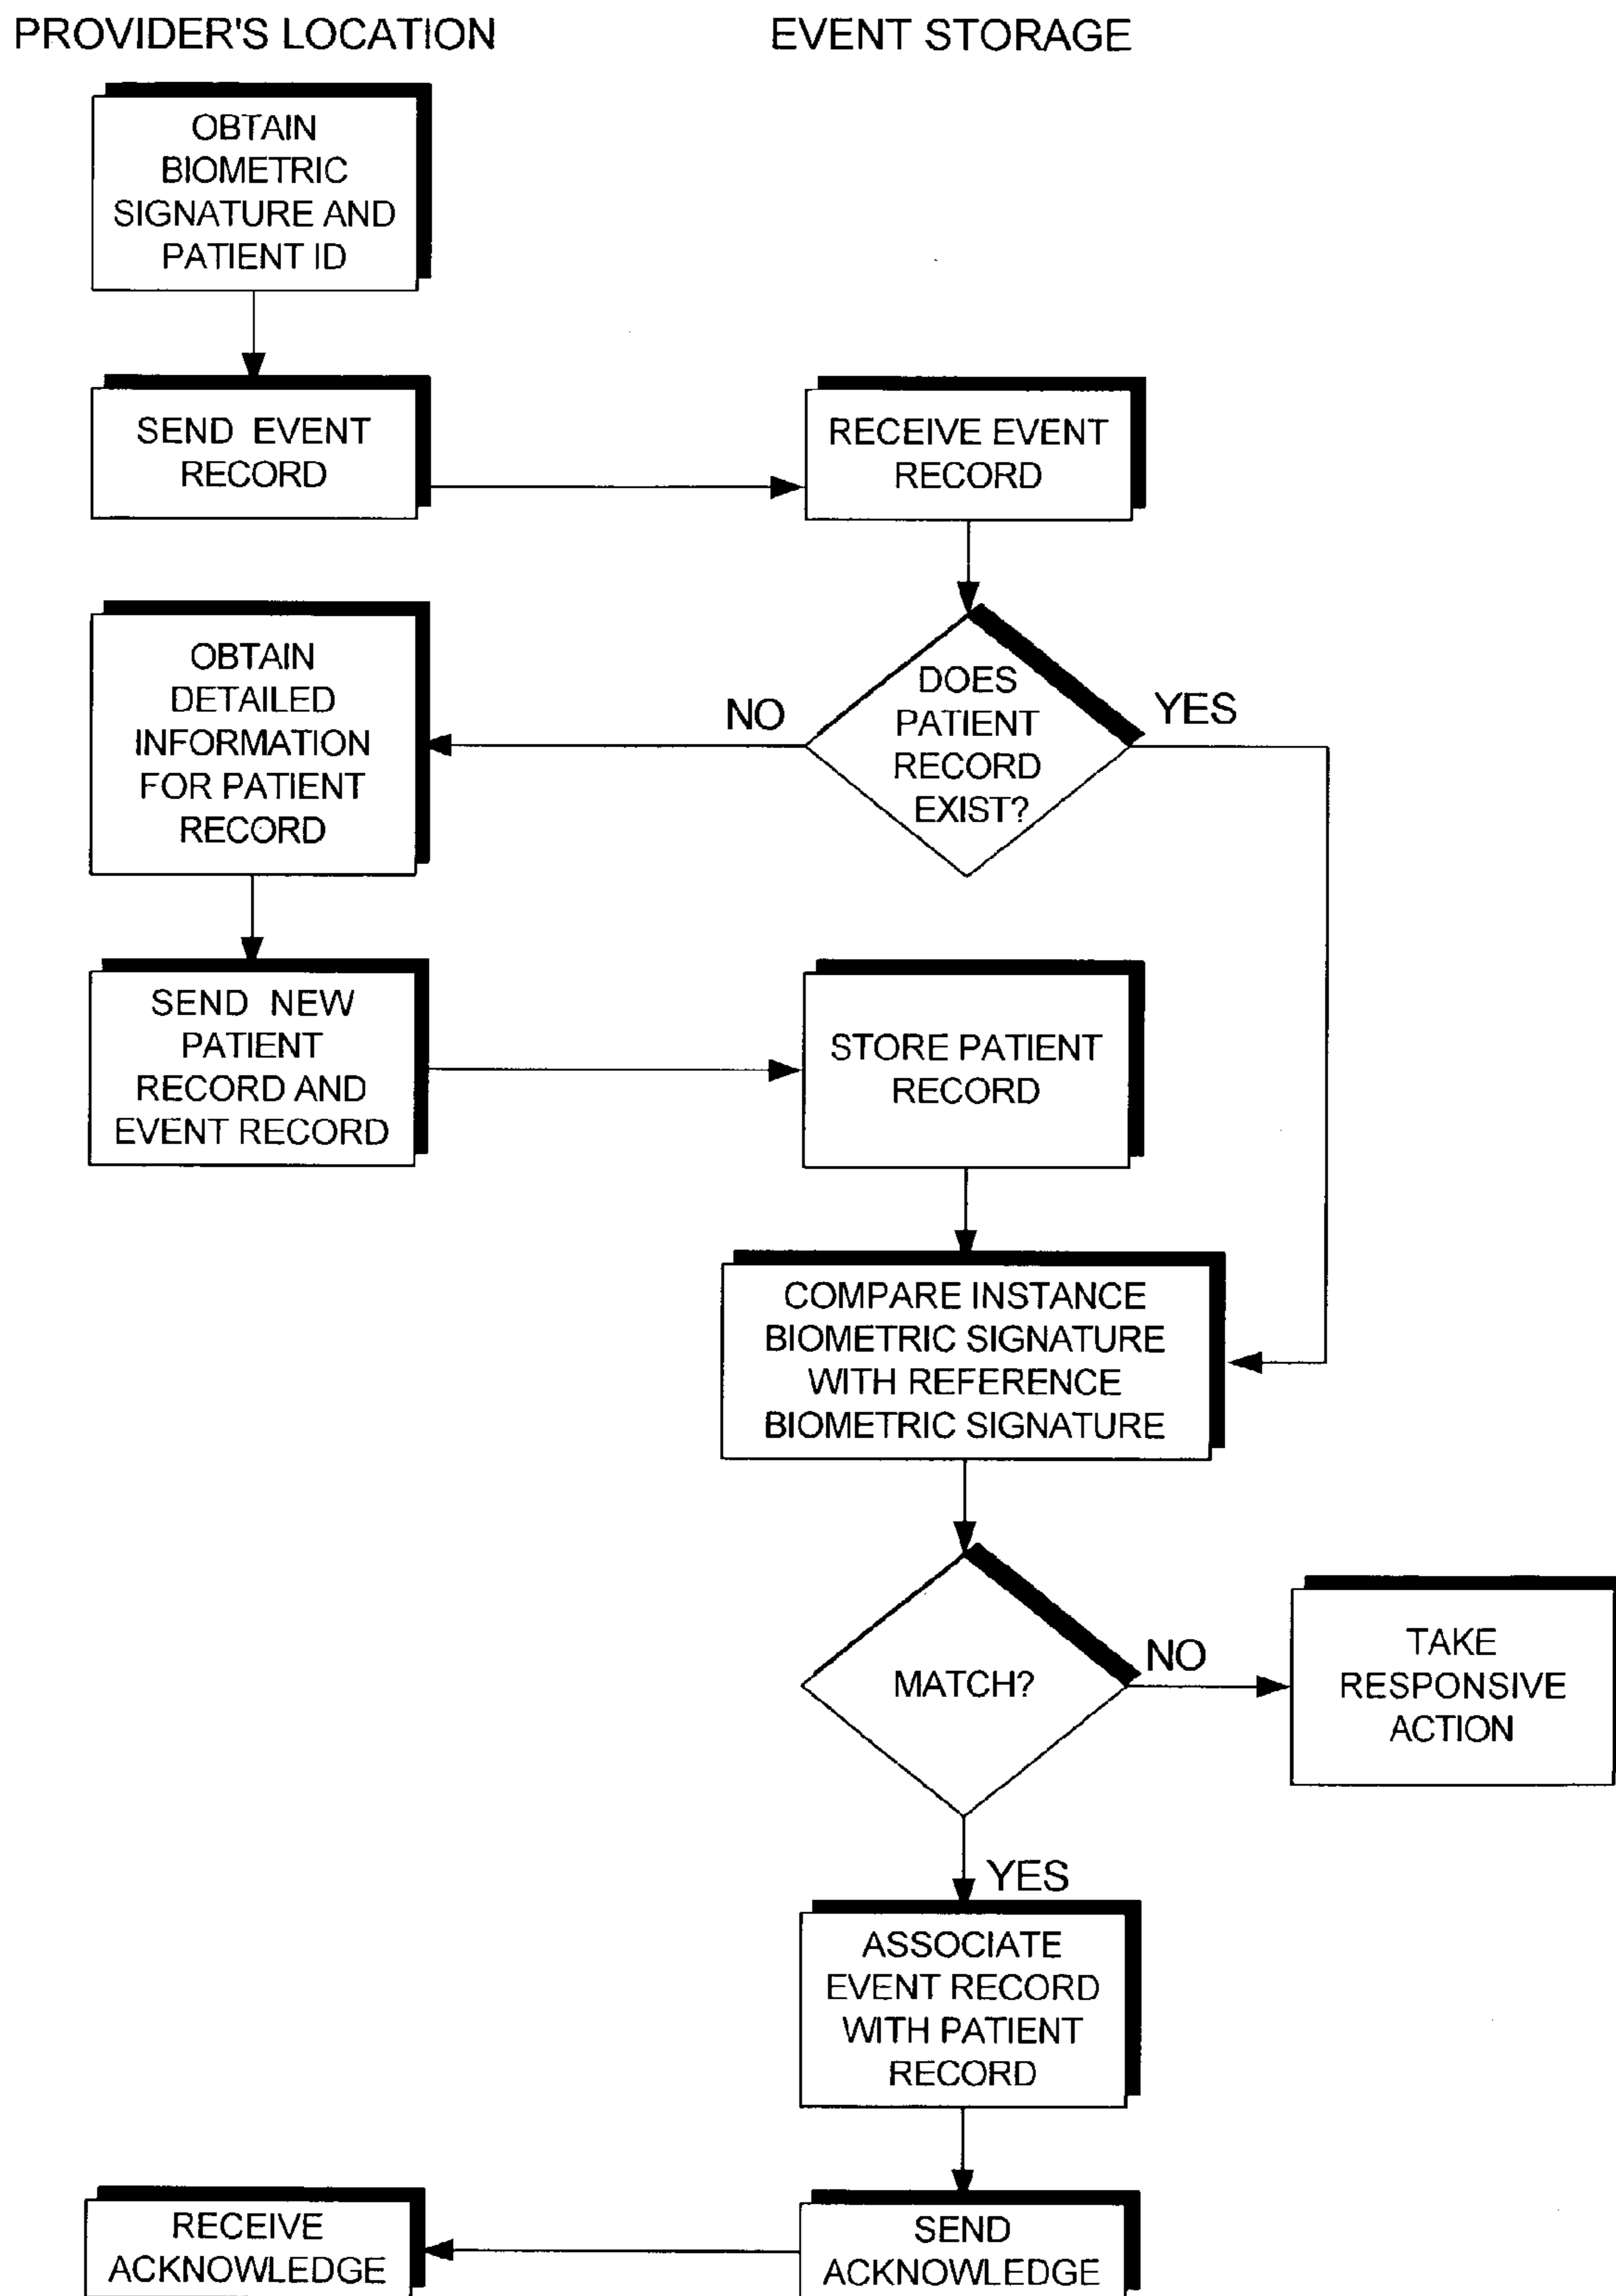 PROVIDER'S LOCATION
EVENT STORAGE
OBTAIN
BIOMETRIC
SIGNATURE AND
PATIENT ID
SEND EVENT
RECORD
RECEIVE EVENT
RECORD
OBTAIN
DETAILED
INFORMATION
FOR PATIENT
RECORD
NO
DOES
PATIENT
RECORD
EXIST?
YES
SEND NEW
PATIENT
RECORD AND
EVENT RECORD
STORE PATIENT
RECORD
COMPARE INSTANCE
BIOMETRIC SIGNATURE
WITH REFERENCE
BIOMETRIC SIGNATURE
MATCH?
NO
TAKE
RESPONSIVE
ACTION
YES
ASSOCIATE
EVENT RECORD
WITH PATIENT
RECORD
SEND
ACKNOWLEDGE
RECEIVE
ACKNOWLEDGE